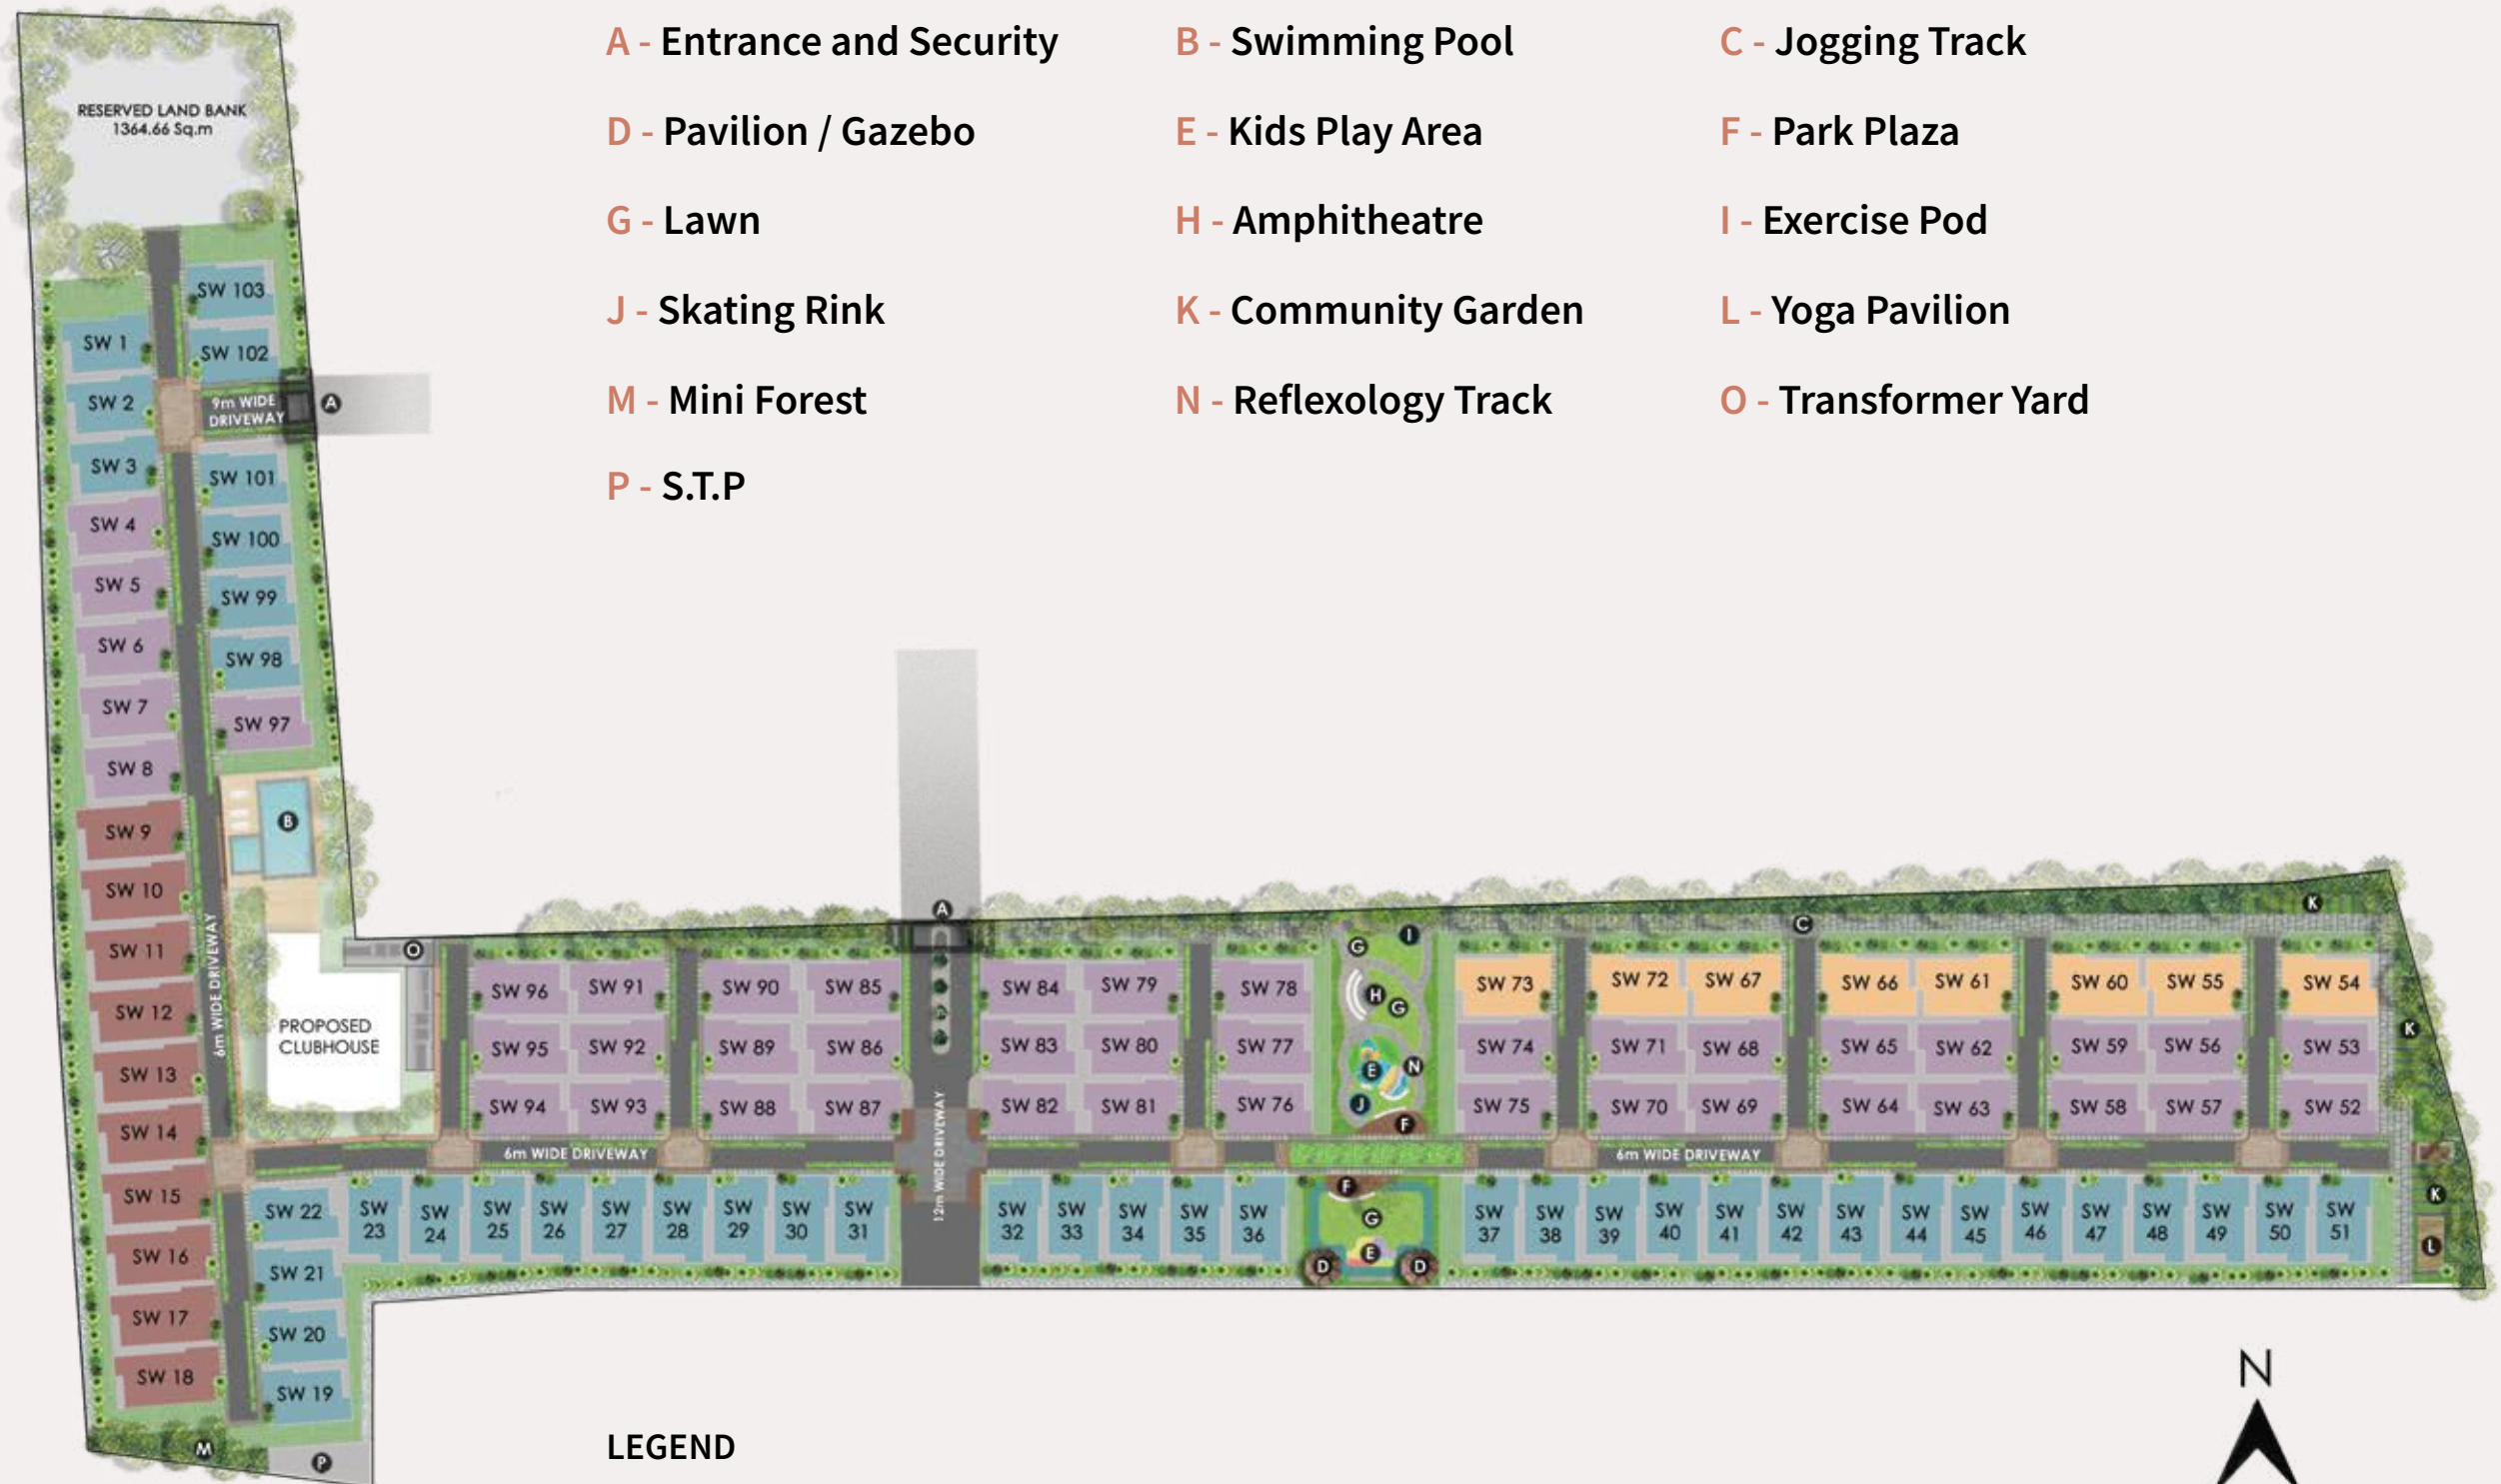 A - Entrance and Security
B - Swimming Pool
C - Jogging Track
D - Pavilion / Gazebo
E - Kids Play Area
F - Park Plaza
G - Lawn
H - Amphitheatre
I - Exercise Pod
J - Skating Rink
K - Community Garden
L - Yoga Pavilion
M - Mini Forest
N - Reflexology Track
O - Transformer Yard
P - S.T.P
RESERVED LAND BANK
1364.66 Sq.m
SW 103
SW 1
SW 102
SW 2
9m WIDE
DRIVEWAY
A
SW 3
SW 101
SW 4
SW 100
SW 5
SW 99
SW 6
SW 98
SW 7
SW 97
SW 8
B
SW 9
SW 10
SW 11
SW 12
SW 13
SW 14
SW 15
SW 16
SW 17
SW 18
6m WIDE DRIVEWAY
O
PROPOSED
CLUBHOUSE
SW 22
SW 21
SW 20
SW 19
M
P
A
12m WIDE DRIVEWAY
SW 96
SW 91
SW 90
SW 85
SW 84
SW 79
SW 78
SW 95
SW 92
SW 89
SW 86
SW 83
SW 80
SW 77
SW 94
SW 93
SW 88
SW 87
SW 82
SW 81
SW 76
G
I
H
G
E
N
J
F
C
K
SW 73
SW 72
SW 67
SW 66
SW 61
SW 60
SW 55
SW 54
K
SW 74
SW 71
SW 68
SW 65
SW 62
SW 59
SW 56
SW 53
SW 75
SW 70
SW 69
SW 64
SW 63
SW 58
SW 57
SW 52
6m WIDE DRIVEWAY
6m WIDE DRIVEWAY
SW
23
SW
24
SW
25
SW
26
SW
27
SW
28
SW
29
SW
30
SW
31
SW
32
SW
33
SW
34
SW
35
SW
36
F
G
D
E
D
SW
37
SW
38
SW
39
SW
40
SW
41
SW
42
SW
43
SW
44
SW
45
SW
46
SW
47
SW
48
SW
49
SW
50
SW
51
K
L
N
LEGEND